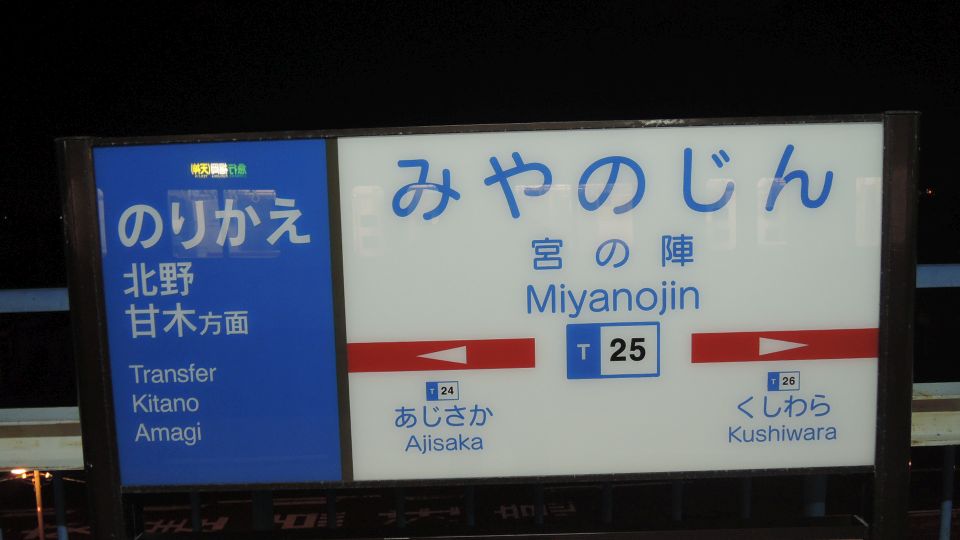 のりかえ
北野
甘木方面
Transfer
Kitano
Amagi
みやのじん
宮の陣
Miyanojin
T 25
T 24
あじさか
Ajisaka
T 26
くしわら
Kushiwara